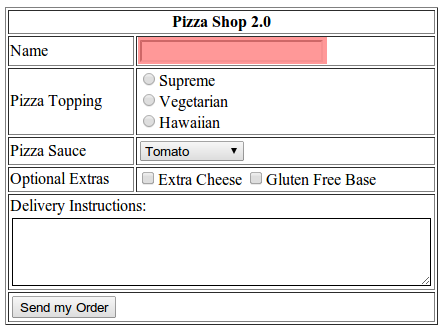 Pizza Shop 2.0
Name
Pizza Topping
Supreme
Vegetarian
Hawaiian
Pizza Sauce
Tomato
Optional Extras
Extra Cheese Gluten Free Base
Delivery Instructions:
Send my Order